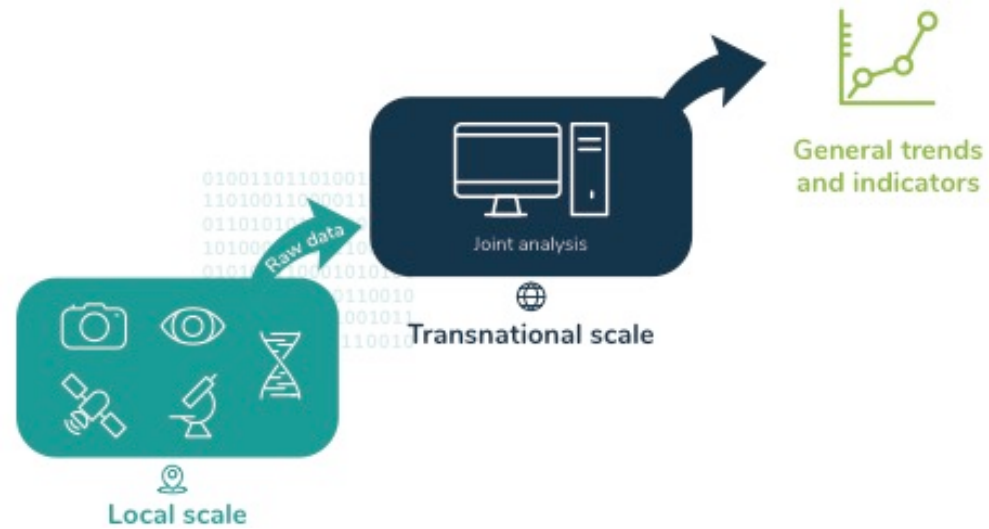 General trends
and indicators
Joint analysis
Transnational scale
Raw data
Local scale